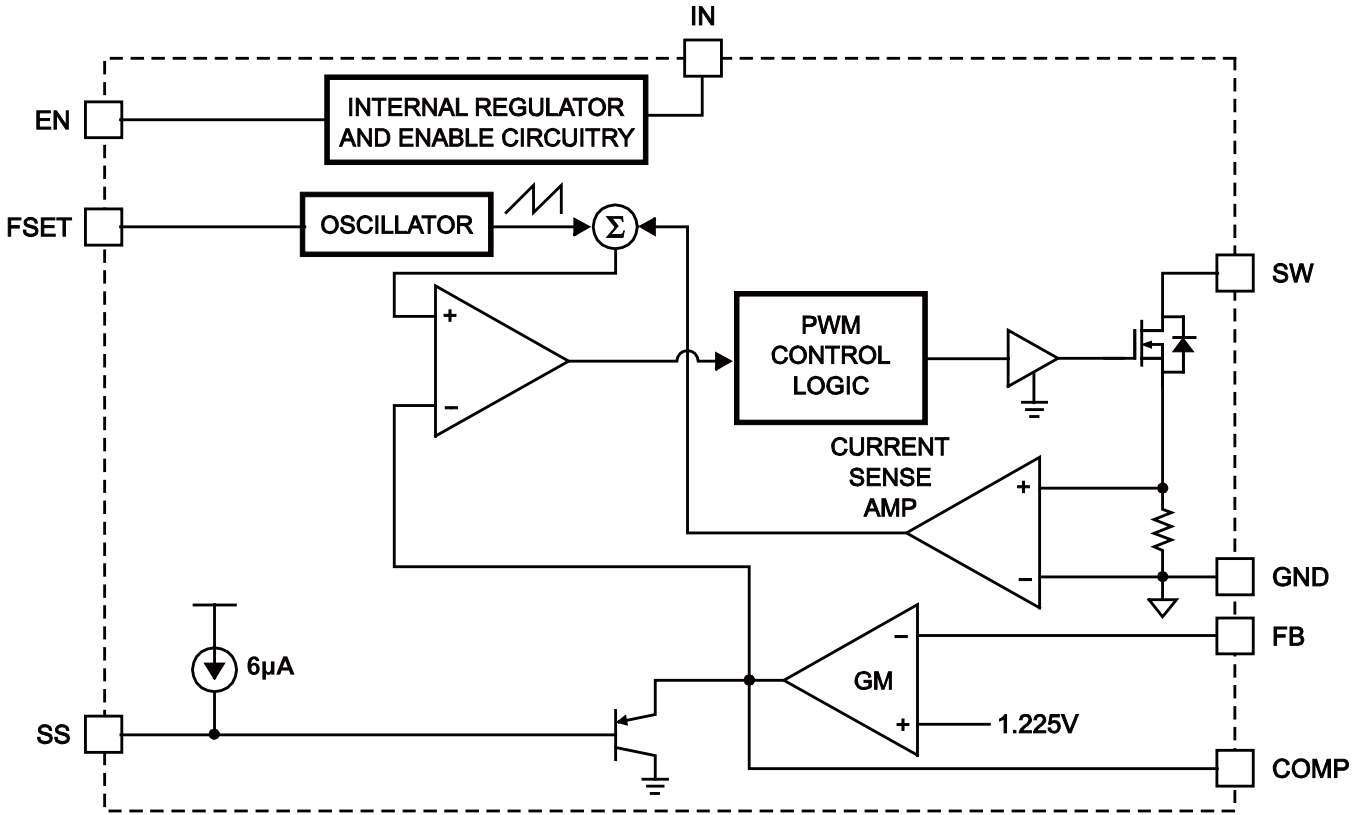 IN
EN
INTERNAL REGULATOR
AND ENABLE CIRCUITRY
FSET
OSCILLATOR
Σ
SW
+
PWM
CONTROL
LOGIC
−
CURRENT
SENSE
AMP
+
−
GND
FB
−
6µA
GM
SS
+
1.225V
COMP